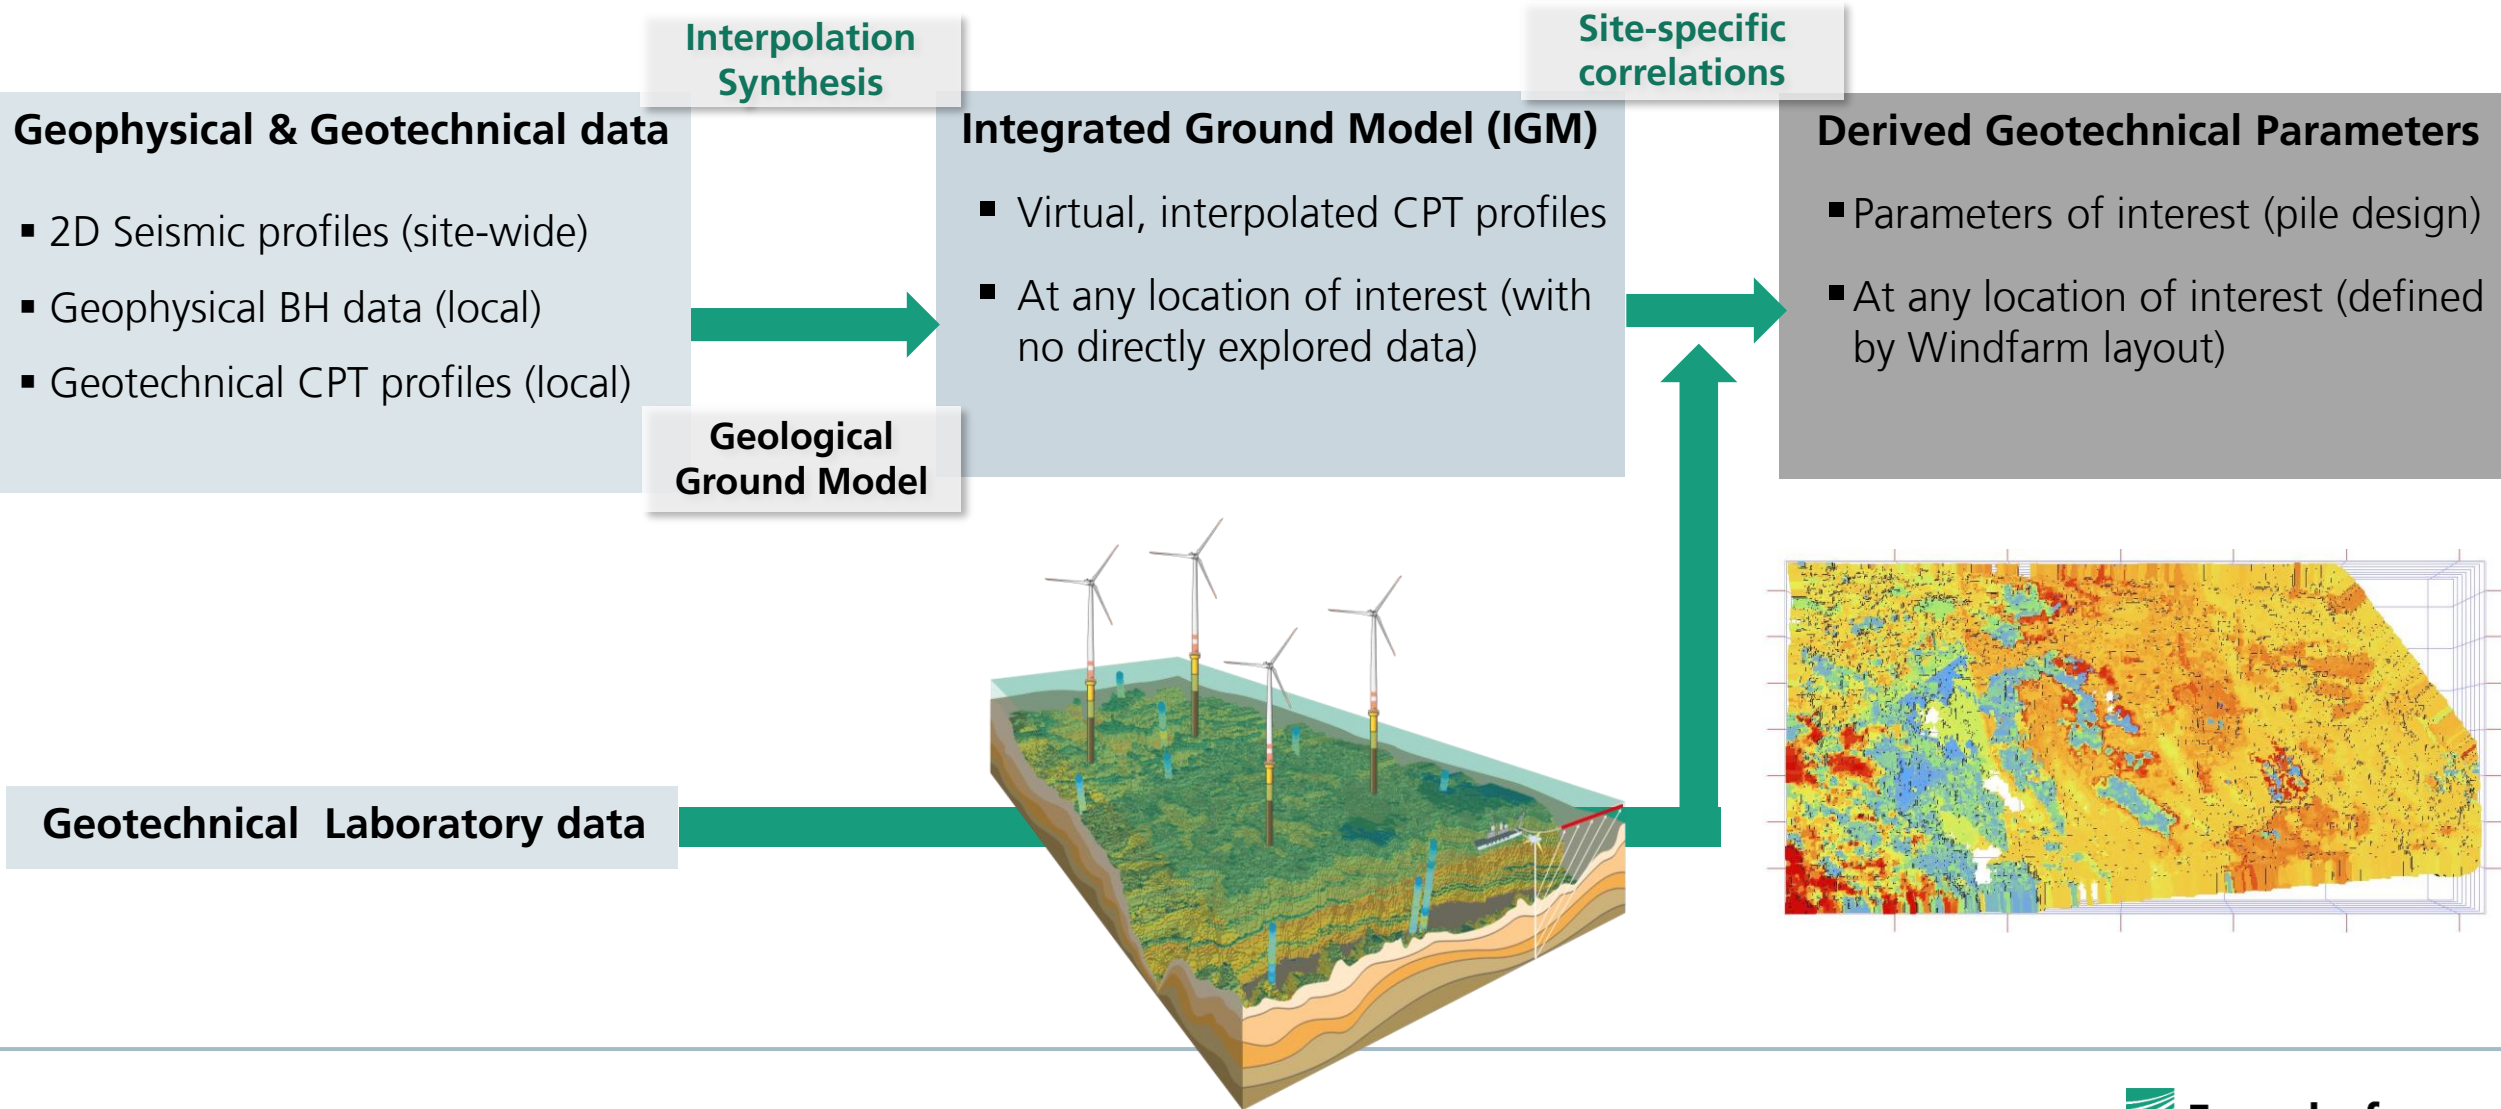 Interpolation
Synthesis
Site-specific
correlations
Geophysical & Geotechnical data
▪ 2D Seismic profiles (site-wide)
▪ Geophysical BH data (local)
▪ Geotechnical CPT profiles (local)
Geological
Ground Model
Integrated Ground Model (IGM)
▪ Virtual, interpolated CPT profiles
▪ At any location of interest (with
no directly explored data)
Derived Geotechnical Parameters
▪ Parameters of interest (pile design)
▪ At any location of interest (defined
by Windfarm layout)
Geotechnical Laboratory data